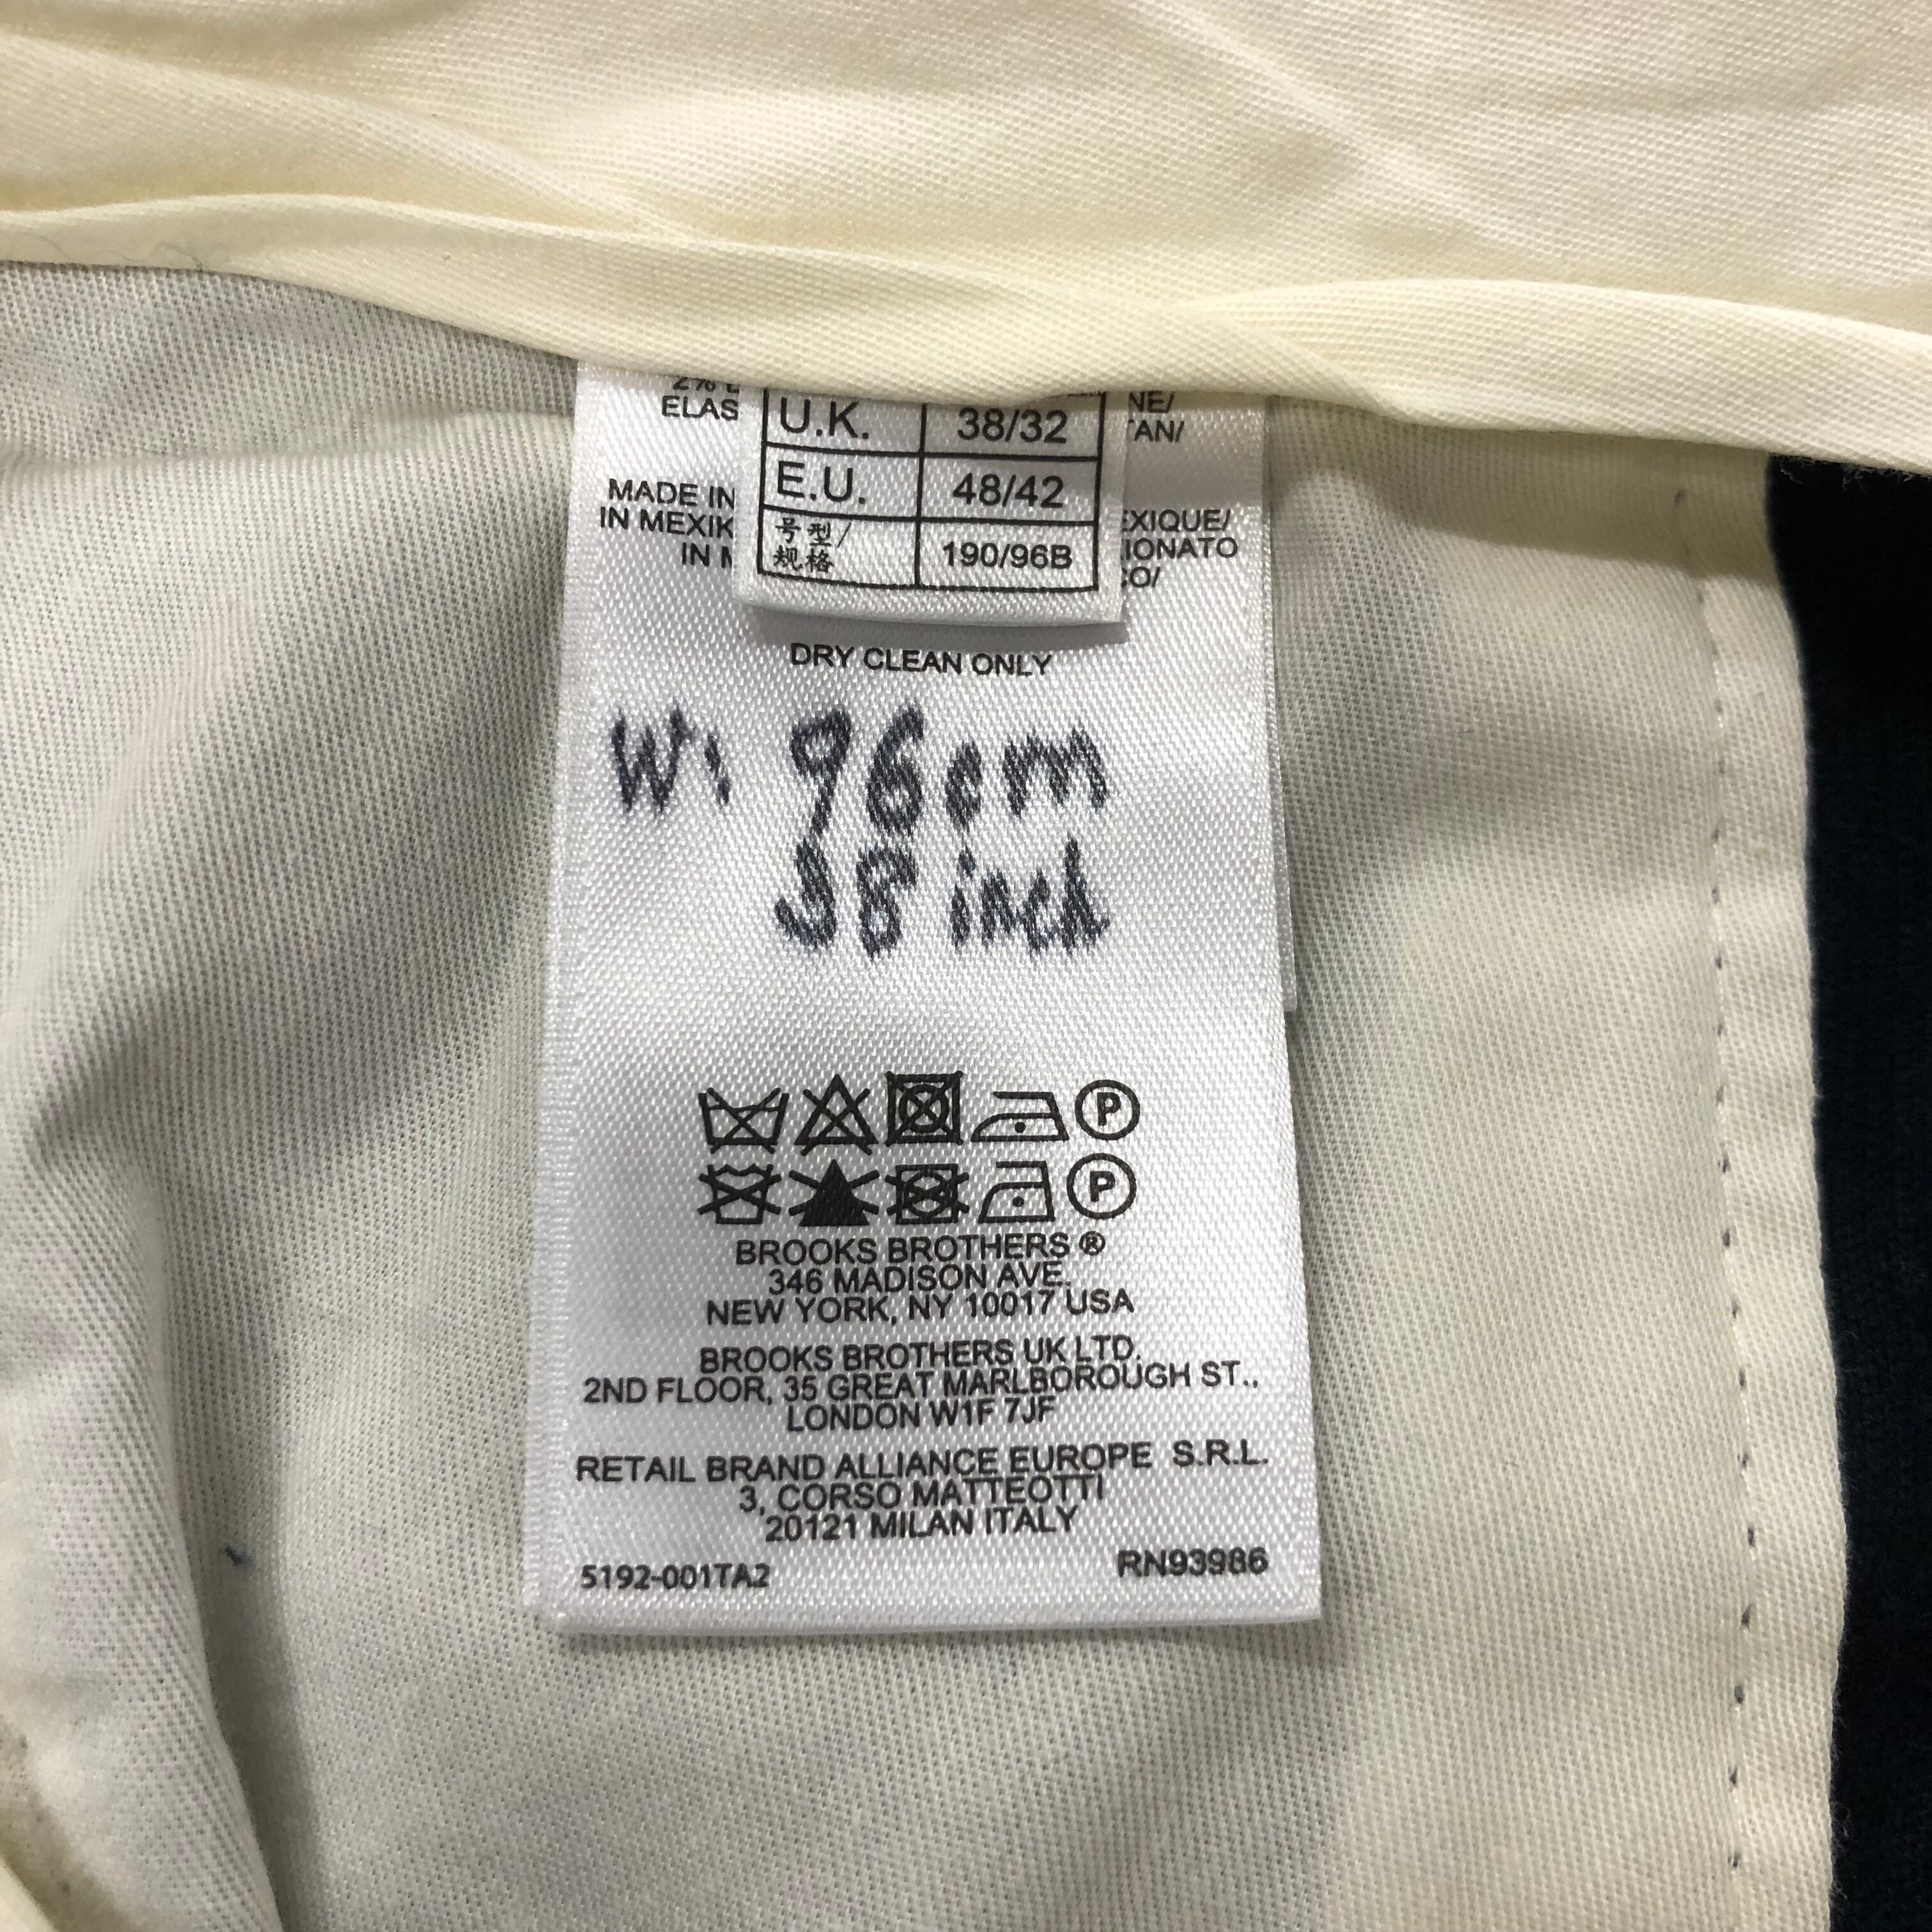 2%
ELAS
NE/
TAN/
U.K. 38/32
E.U. 48/42
号型/
规格 190/96B
MADE IN
IN MEXIK
IN M
EXIQUE/
IONATO
CO/
DRY CLEAN ONLY
W: 96cm
38 inch
P
P
BROOKS BROTHERS ®
346 MADISON AVE.
NEW YORK, NY 10017 USA
BROOKS BROTHERS UK LTD.
2ND FLOOR, 35 GREAT MARLBOROUGH ST.,
LONDON W1F 7JF
RETAIL BRAND ALLIANCE EUROPE S.R.L.
3, CORSO MATTEOTTI
20121 MILAN ITALY
5192-001TA2 RN93986